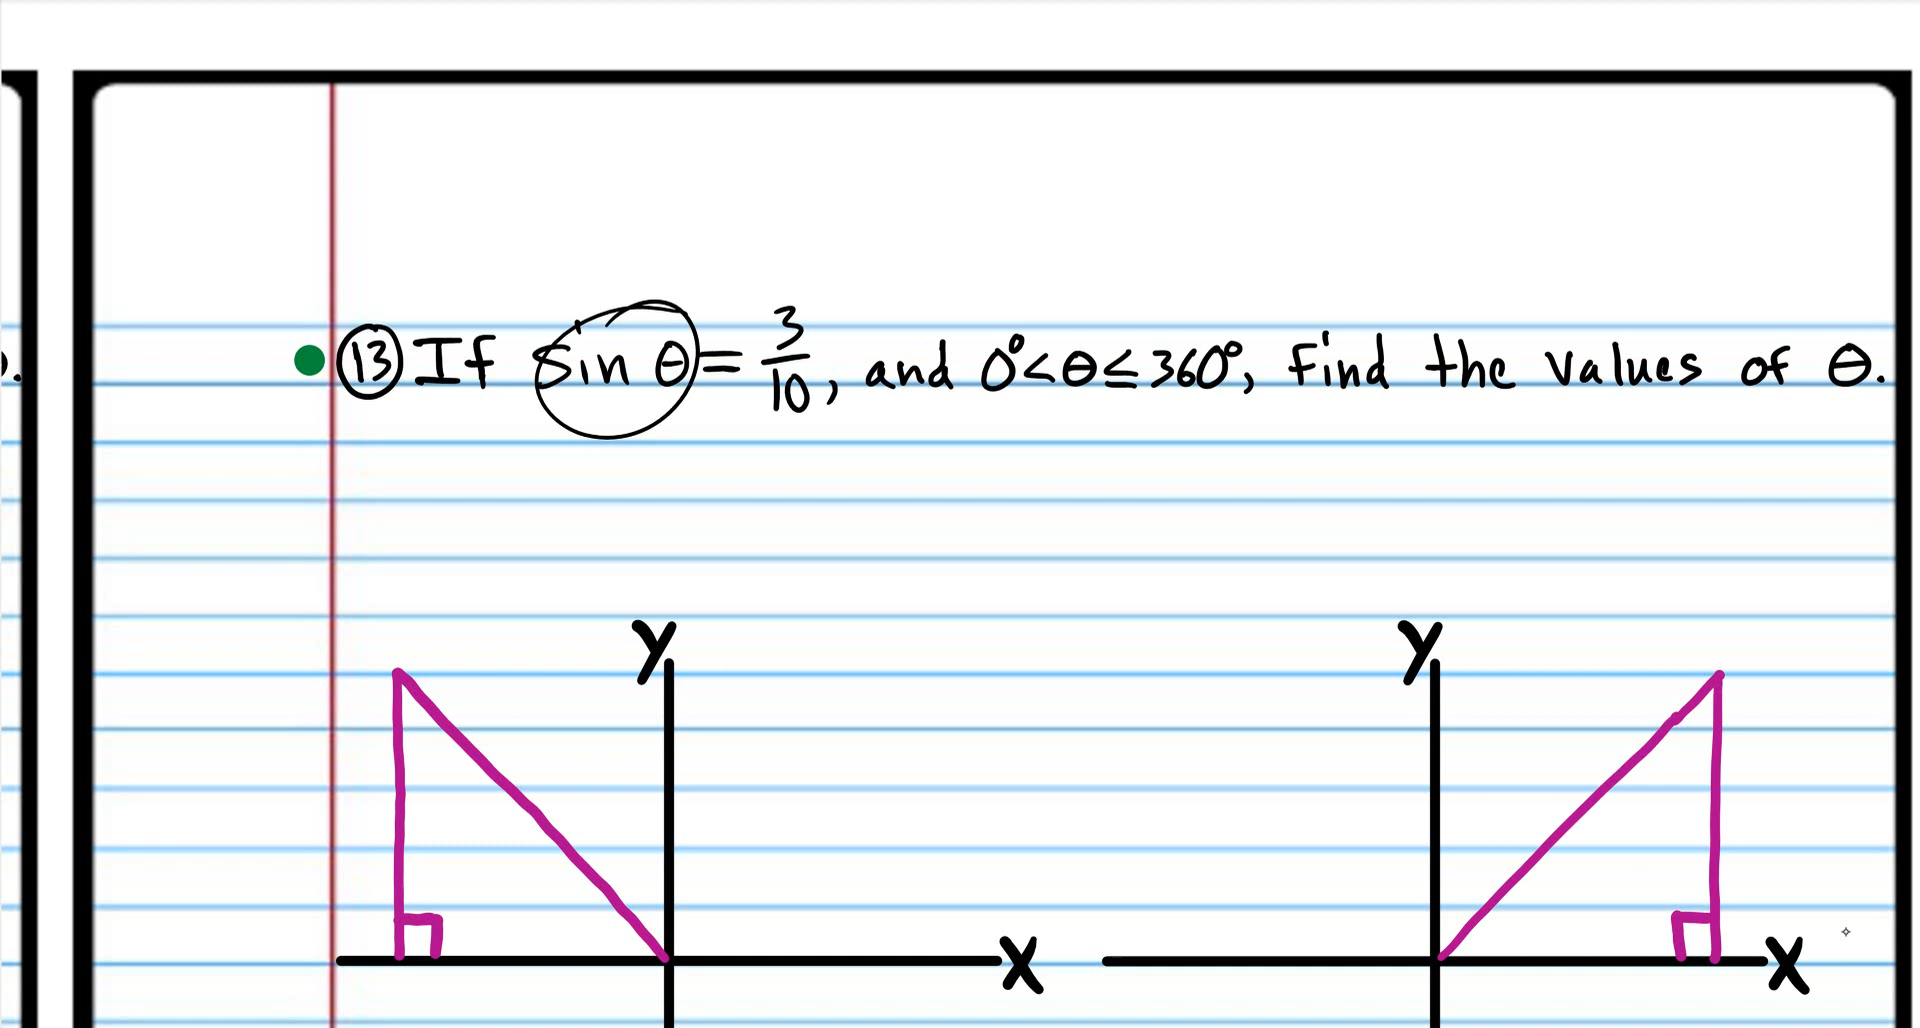 ⑬ If sin θ = 3/10, and 0°<θ≤360°, find the values of θ.
y y
x x